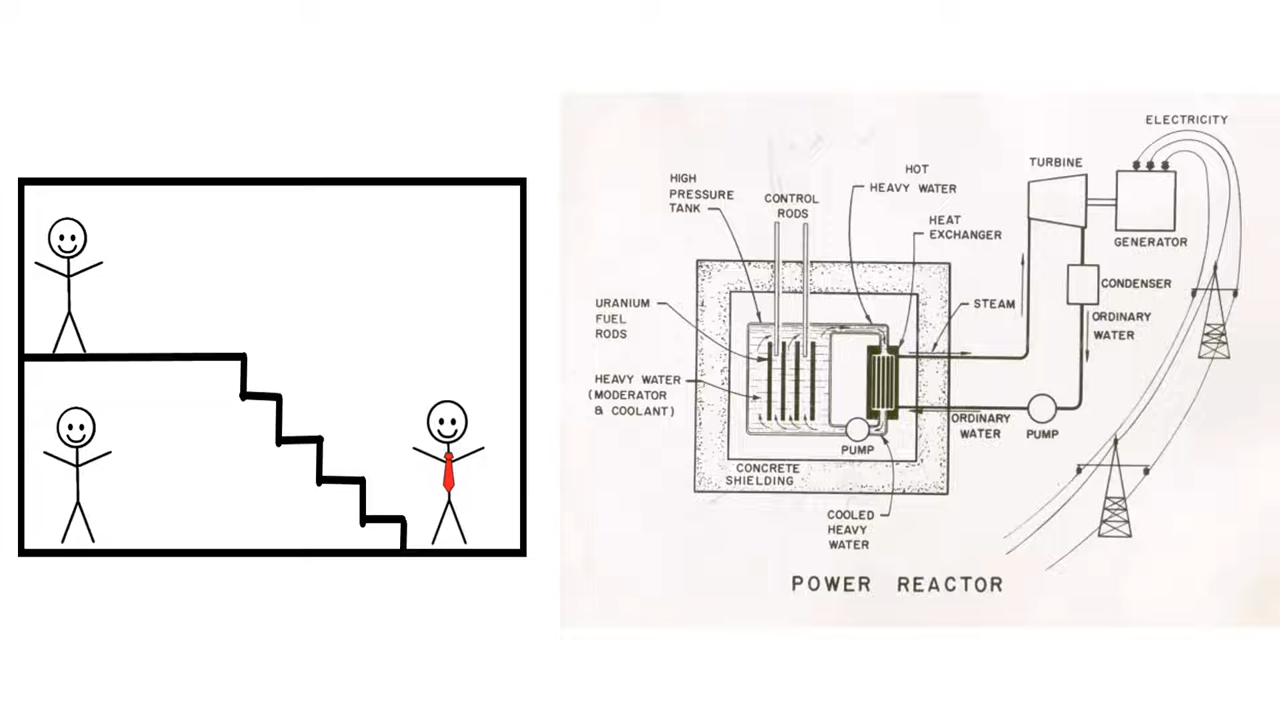 ELECTRICITY
TURBINE
HOT
HEAVY WATER
HIGH
PRESSURE
TANK
CONTROL
RODS
HEAT
EXCHANGER
GENERATOR
CONDENSER
URANIUM
FUEL
RODS
STEAM
ORDINARY
WATER
HEAVY WATER
(MODERATOR
& COOLANT)
ORDINARY
WATER
PUMP
PUMP
CONCRETE
SHIELDING
COOLED
HEAVY
WATER
POWER REACTOR